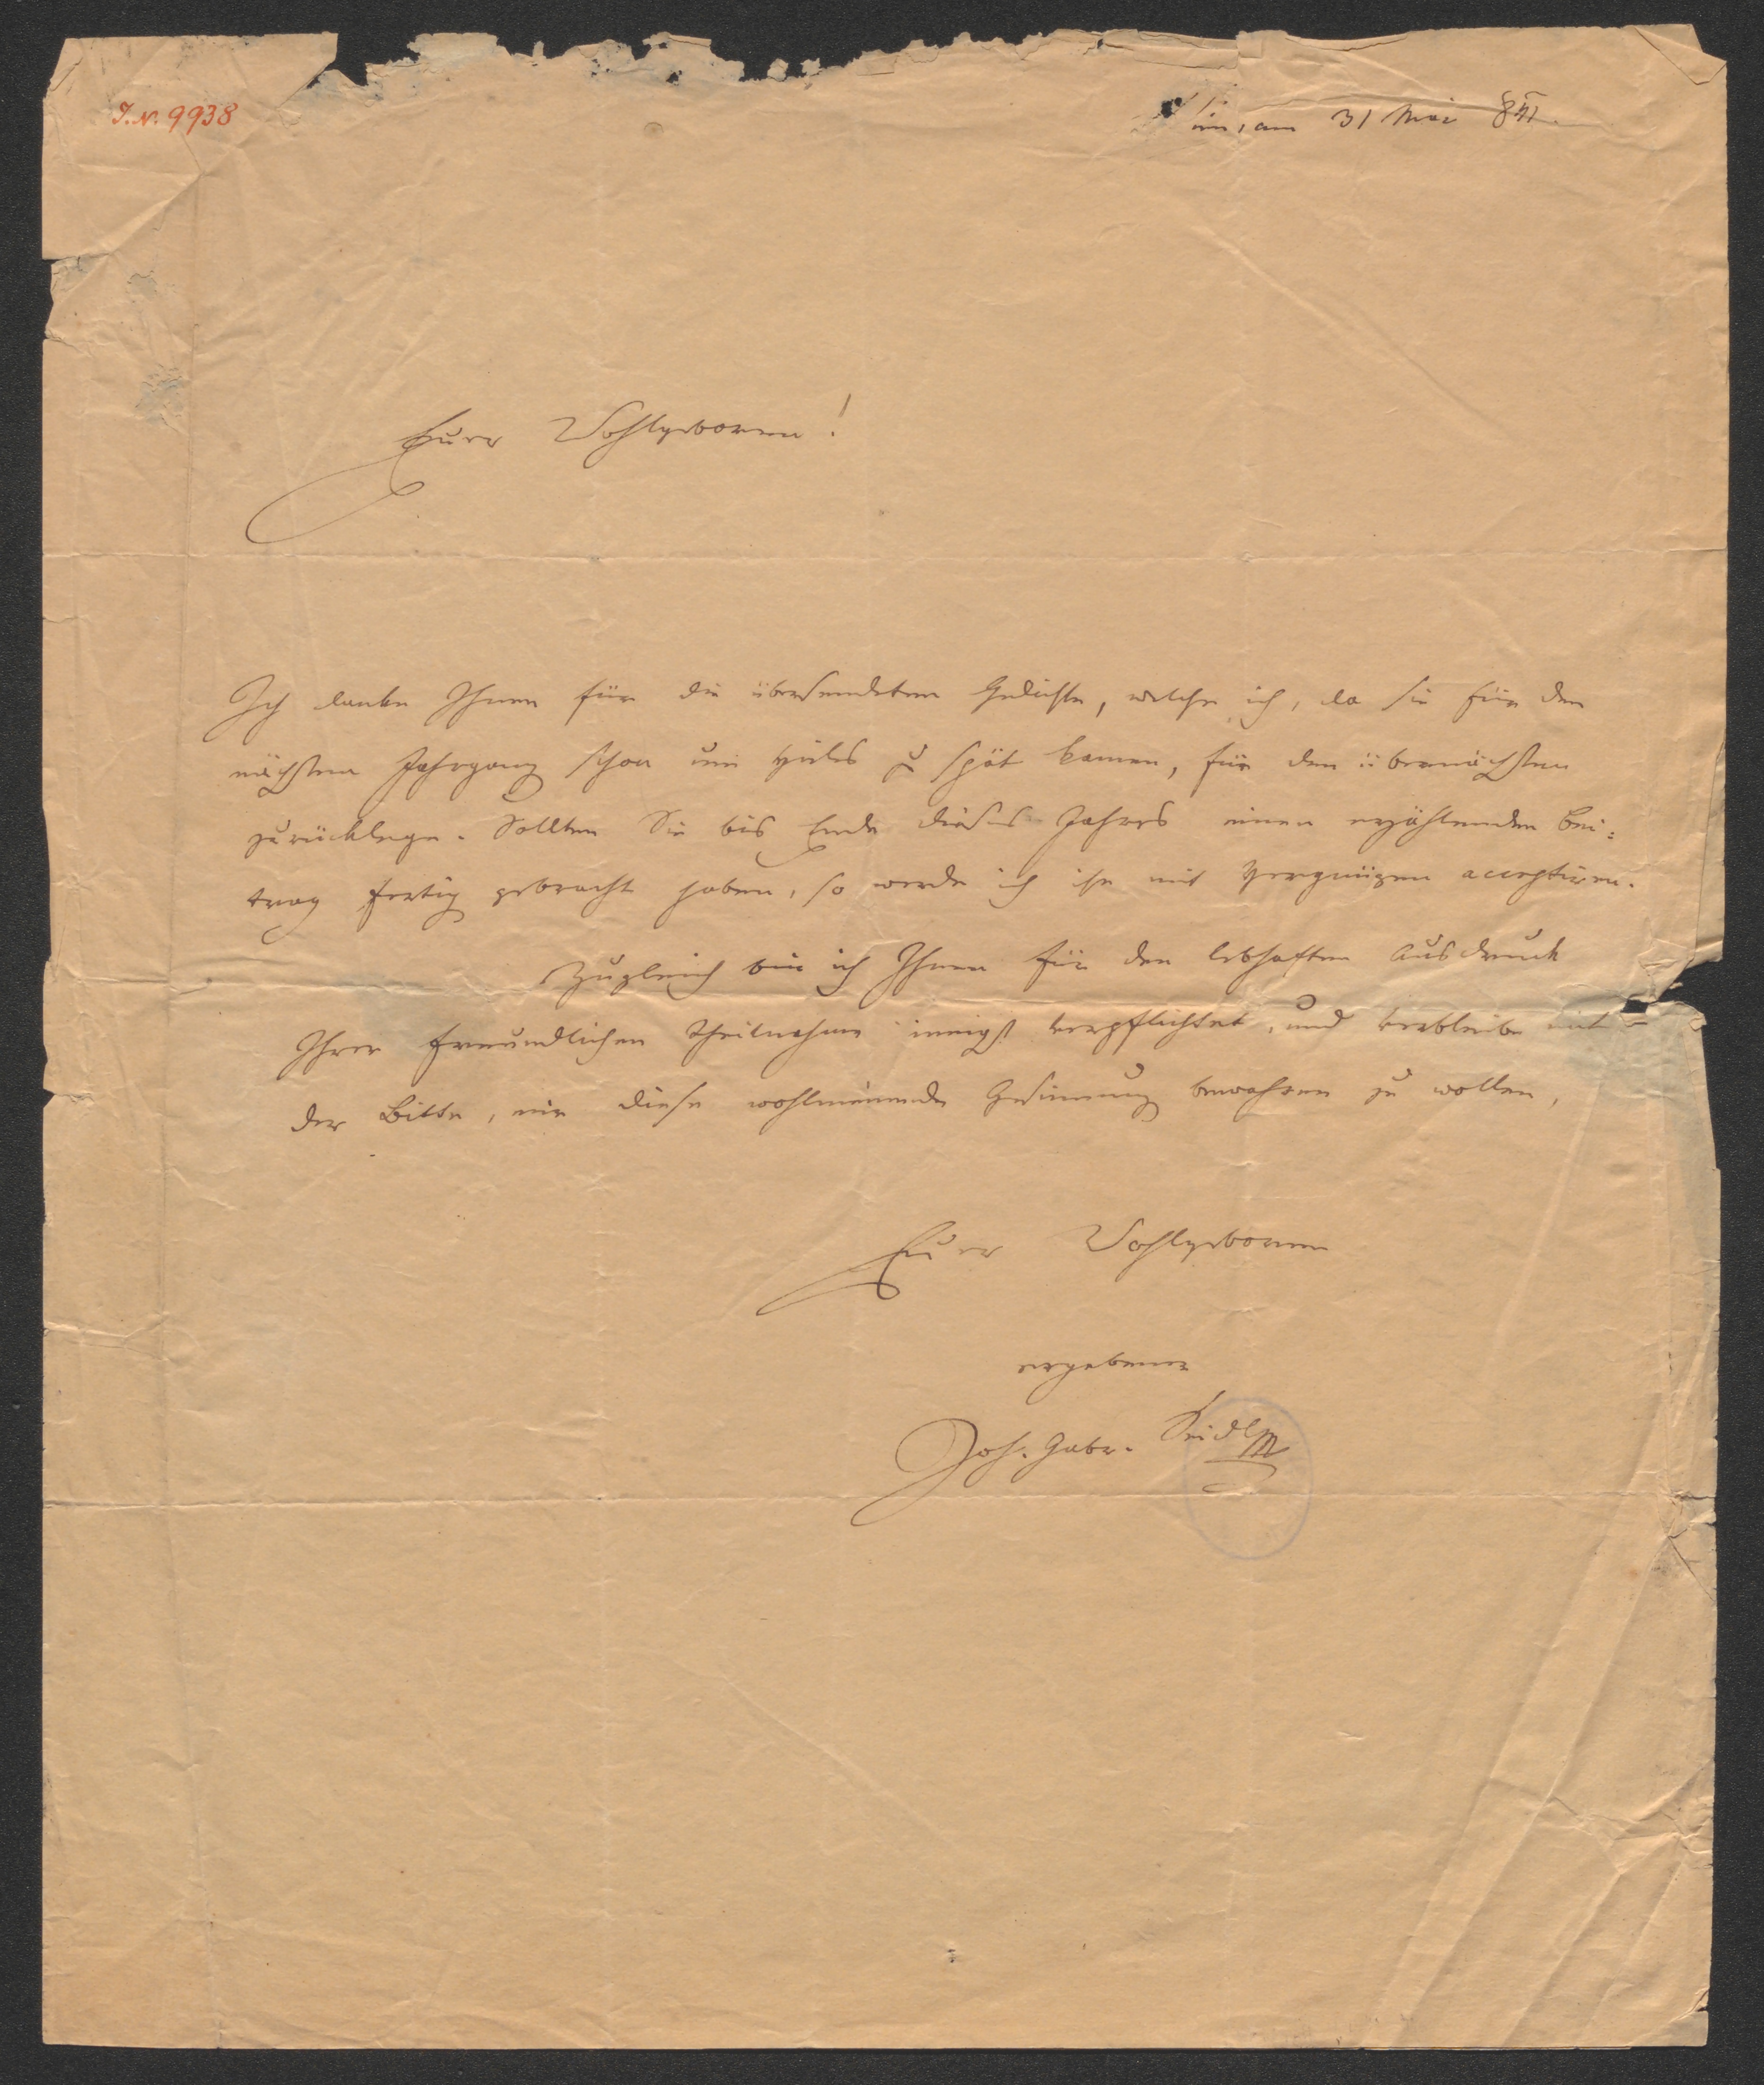 I. N. 9938
Wien, am 31 Mai 841.
Euer Wohlgeboren!
Ich danke Ihnen für die übersendeten Gedichte, welche ich, da sie für den
nächsten Jahrgang schon um Vieles zu spät kamen, für den übernächsten
zurücklege. Sollten Sie bis Ende dieses Jahres einen erzählenden Bei:
trag fertig gebracht haben, so werde ich ihn mit Vergnügen acceptiren.
Zugleich bin ich Ihnen für den lebhaften Ausdruck
Ihrer freundlichen Theilnahme innigst verpflichtet, und verbleibe mit
der Bitte, mir diese wohlmeinende Gesinnung bewahren zu wollen,
Euer Wohlgeboren
ergebener
Joh. Gabr. Seidl